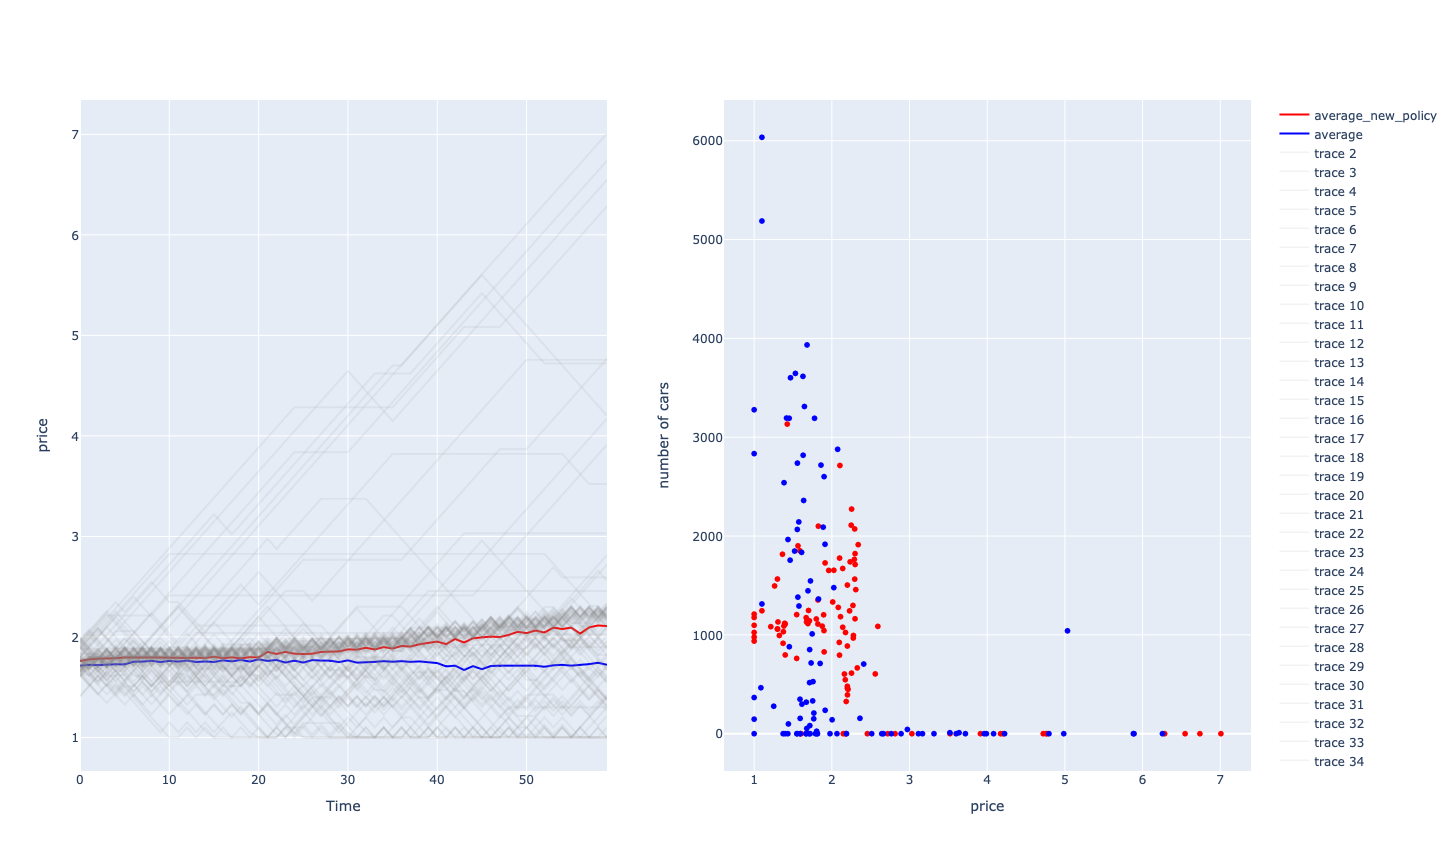 7
6
5
4
3
2
1
0
10
20
30
40
50
Time
price
6000
5000
4000
3000
2000
1000
0
1
2
3
4
5
6
7
price
number of cars
average_new_policy
average
trace 2
trace 3
trace 4
trace 5
trace 6
trace 7
trace 8
trace 9
trace 10
trace 11
trace 12
trace 13
trace 14
trace 15
trace 16
trace 17
trace 18
trace 19
trace 20
trace 21
trace 22
trace 23
trace 24
trace 25
trace 26
trace 27
trace 28
trace 29
trace 30
trace 31
trace 32
trace 33
trace 34